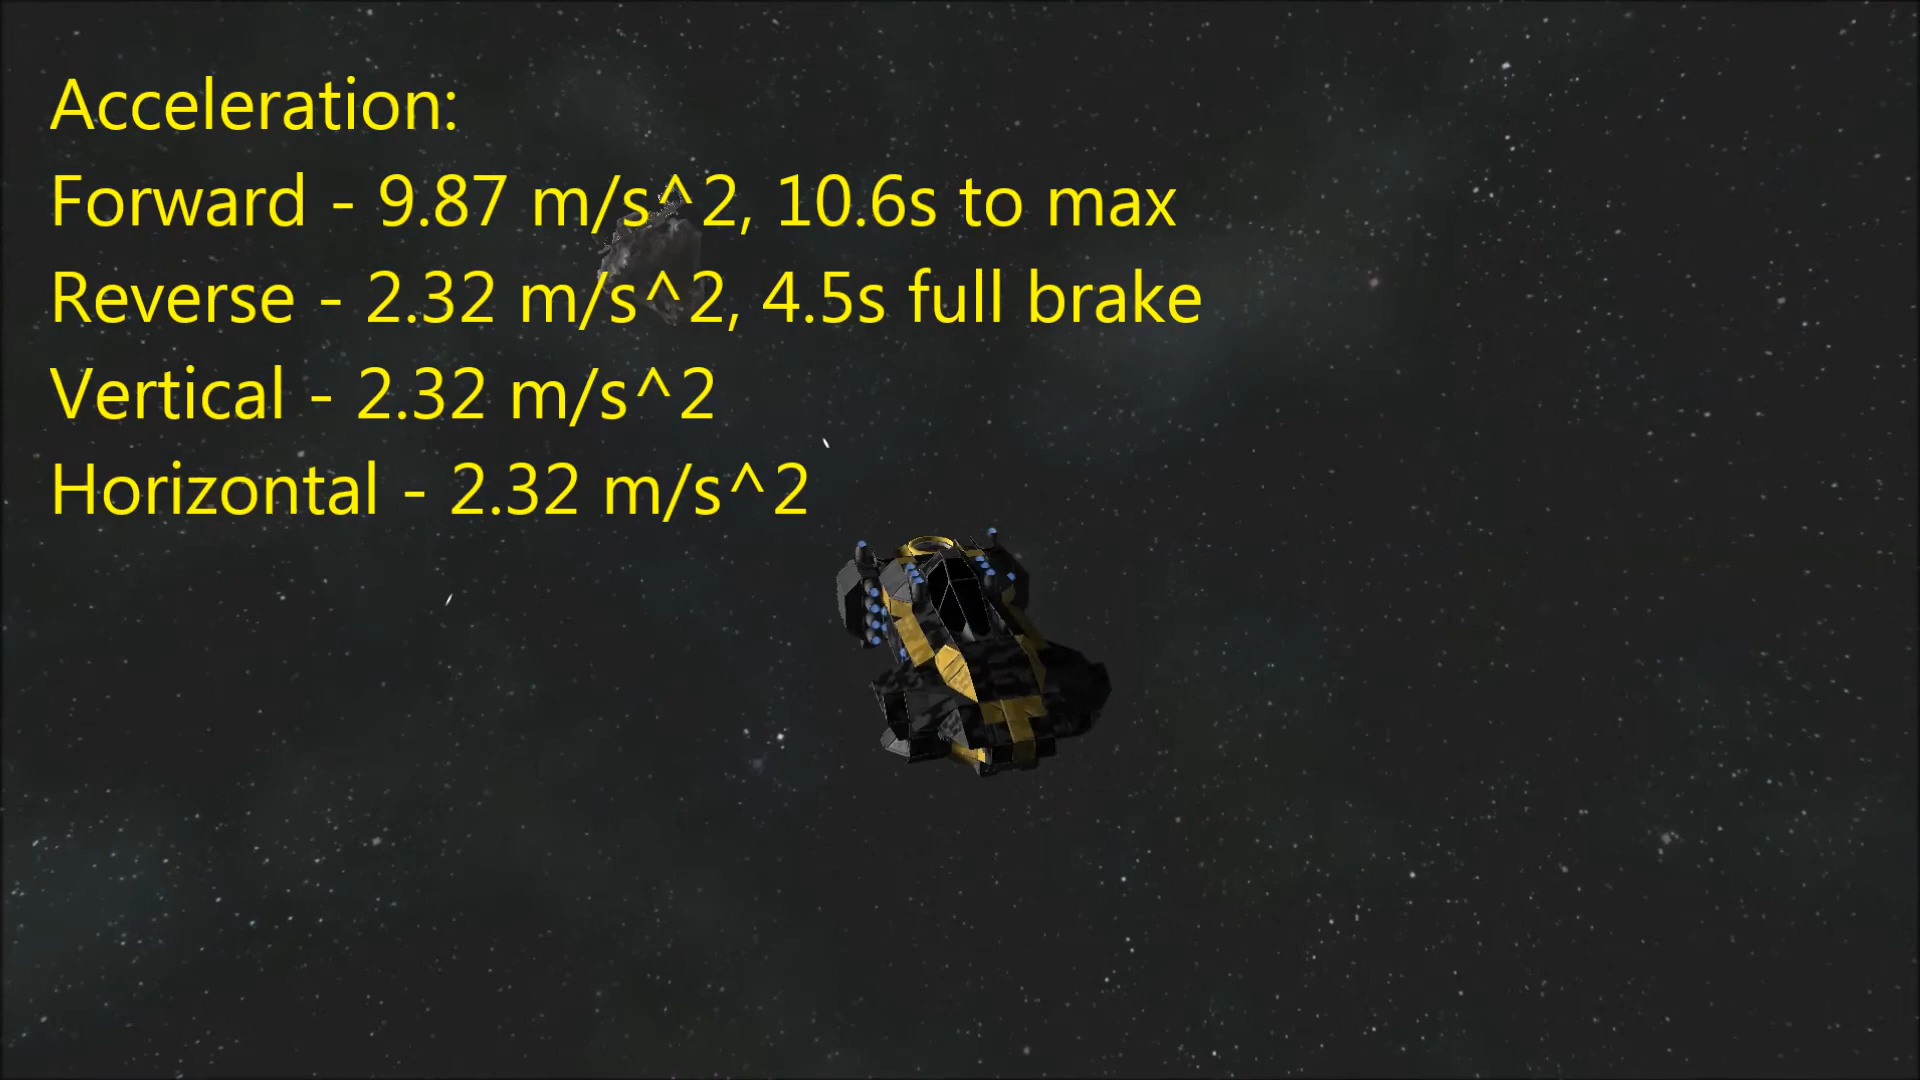 Acceleration:
Forward - 9.87 m/s^2, 10.6s to max
Reverse - 2.32 m/s^2, 4.5s full brake
Vertical - 2.32 m/s^2
Horizontal - 2.32 m/s^2